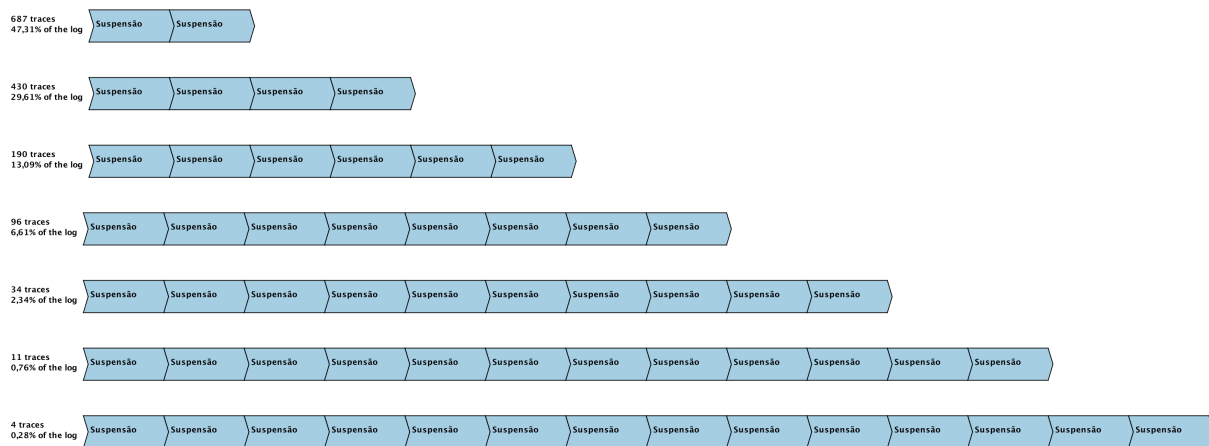 687 traces
47,31% of the log
Suspensão Suspensão
430 traces
29,61% of the log
Suspensão Suspensão Suspensão Suspensão
190 traces
13,09% of the log
Suspensão Suspensão Suspensão Suspensão Suspensão Suspensão
96 traces
6,61% of the log
Suspensão Suspensão Suspensão Suspensão Suspensão Suspensão Suspensão Suspensão
34 traces
2,34% of the log
Suspensão Suspensão Suspensão Suspensão Suspensão Suspensão Suspensão Suspensão Suspensão Suspensão
11 traces
0,76% of the log
Suspensão Suspensão Suspensão Suspensão Suspensão Suspensão Suspensão Suspensão Suspensão Suspensão Suspensão Suspensão
4 traces
0,28% of the log
Suspensão Suspensão Suspensão Suspensão Suspensão Suspensão Suspensão Suspensão Suspensão Suspensão Suspensão Suspensão Suspensão Suspensão